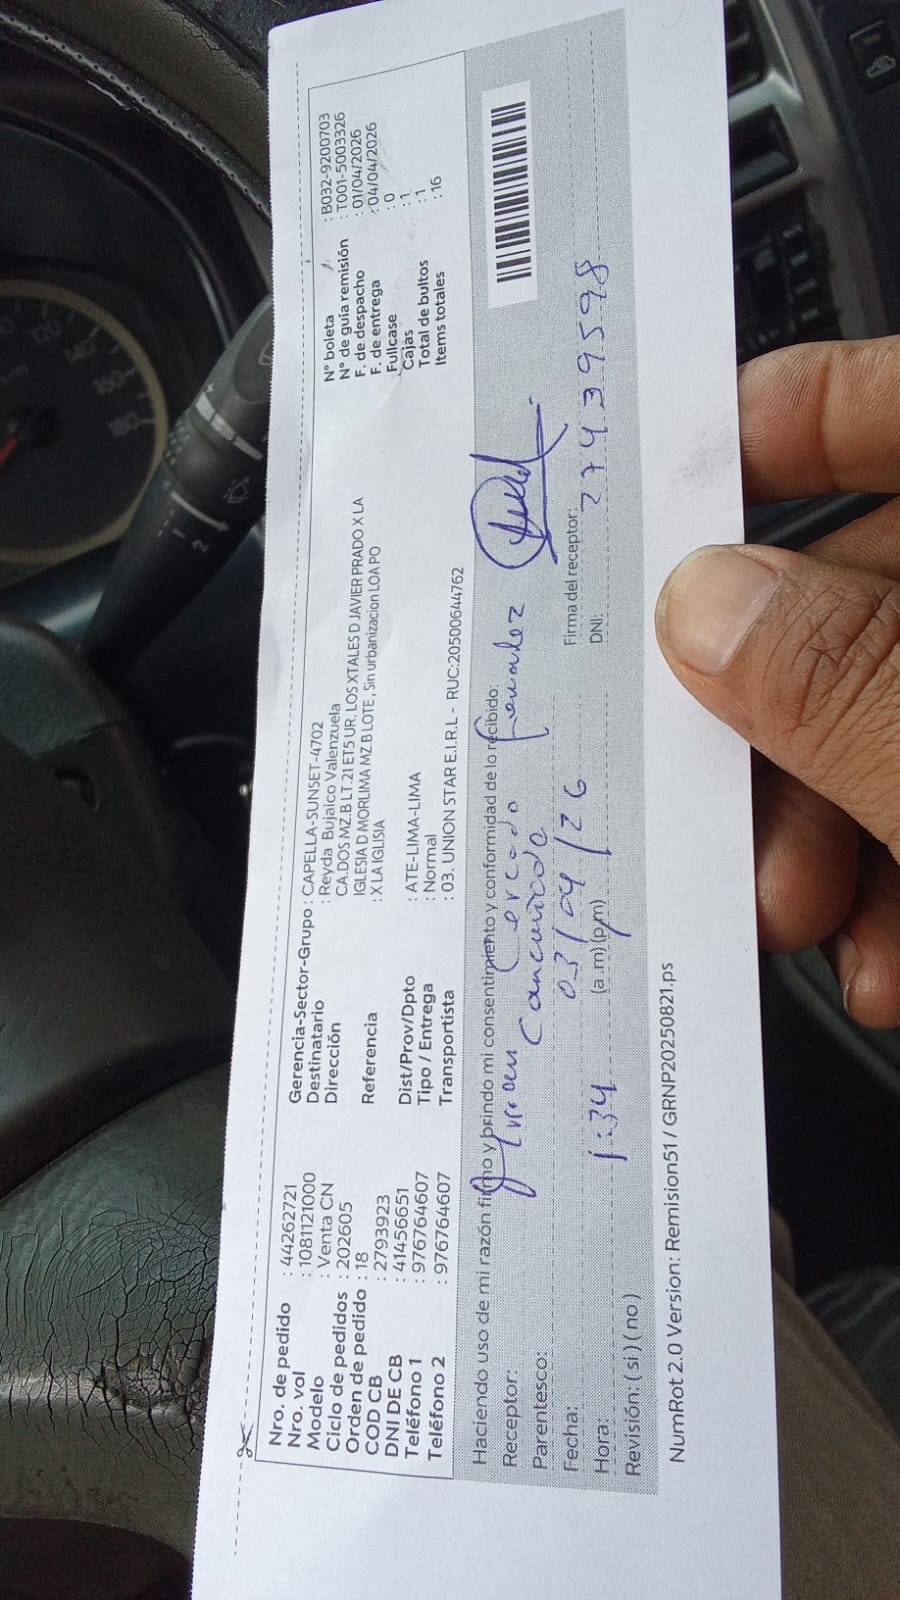 Nro. de pedido : 44262721
Nro. vol : 1081121000
Modelo : Venta CN
Ciclo de pedidos : 202605
Orden de pedido : 18
COD CB : 2793923
DNI DE CB : 41456651
Teléfono 1 : 976764607
Teléfono 2 : 976764607
Gerencia-Sector-Grupo : CAPELLA-SUNSET-4702
Destinatario : Reyda Bujaico Valenzuela
Dirección CA.DOS MZ.B LT.21 ET5 UR. LOS XTALES D JAVIER PRADO X LA
IGLESIA D MORLIMA MZ B LOTE , Sin urbanizacion LOA PO
Referencia : X LA IGLISIA
Dist/Prov/Dpto : ATE-LIMA-LIMA
Tipo / Entrega : Normal
Transportista : 03. UNION STAR E.I.R.L - RUC:20500644762
N° boleta : B032-9200703
N° de guía remisión : T001-5003326
F. de despacho : 01/04/2026
F. de entrega : 04/04/2026
Fullcase : 0
Cajas : 1
Total de bultos : 1
Items totales : 16
Haciendo uso de mi razón firmo y brindo mi consentimiento y conformidad de lo recibido:
Receptor:
Parentesco:
Fecha: 03/04/26
Firma del receptor:
Hora: 1:34 (a.m) (pm)
DNI: 27439598
Revisión: ( si ) ( no )
NumRot 2.0 Version: Remision51 / GRNP20250821.ps